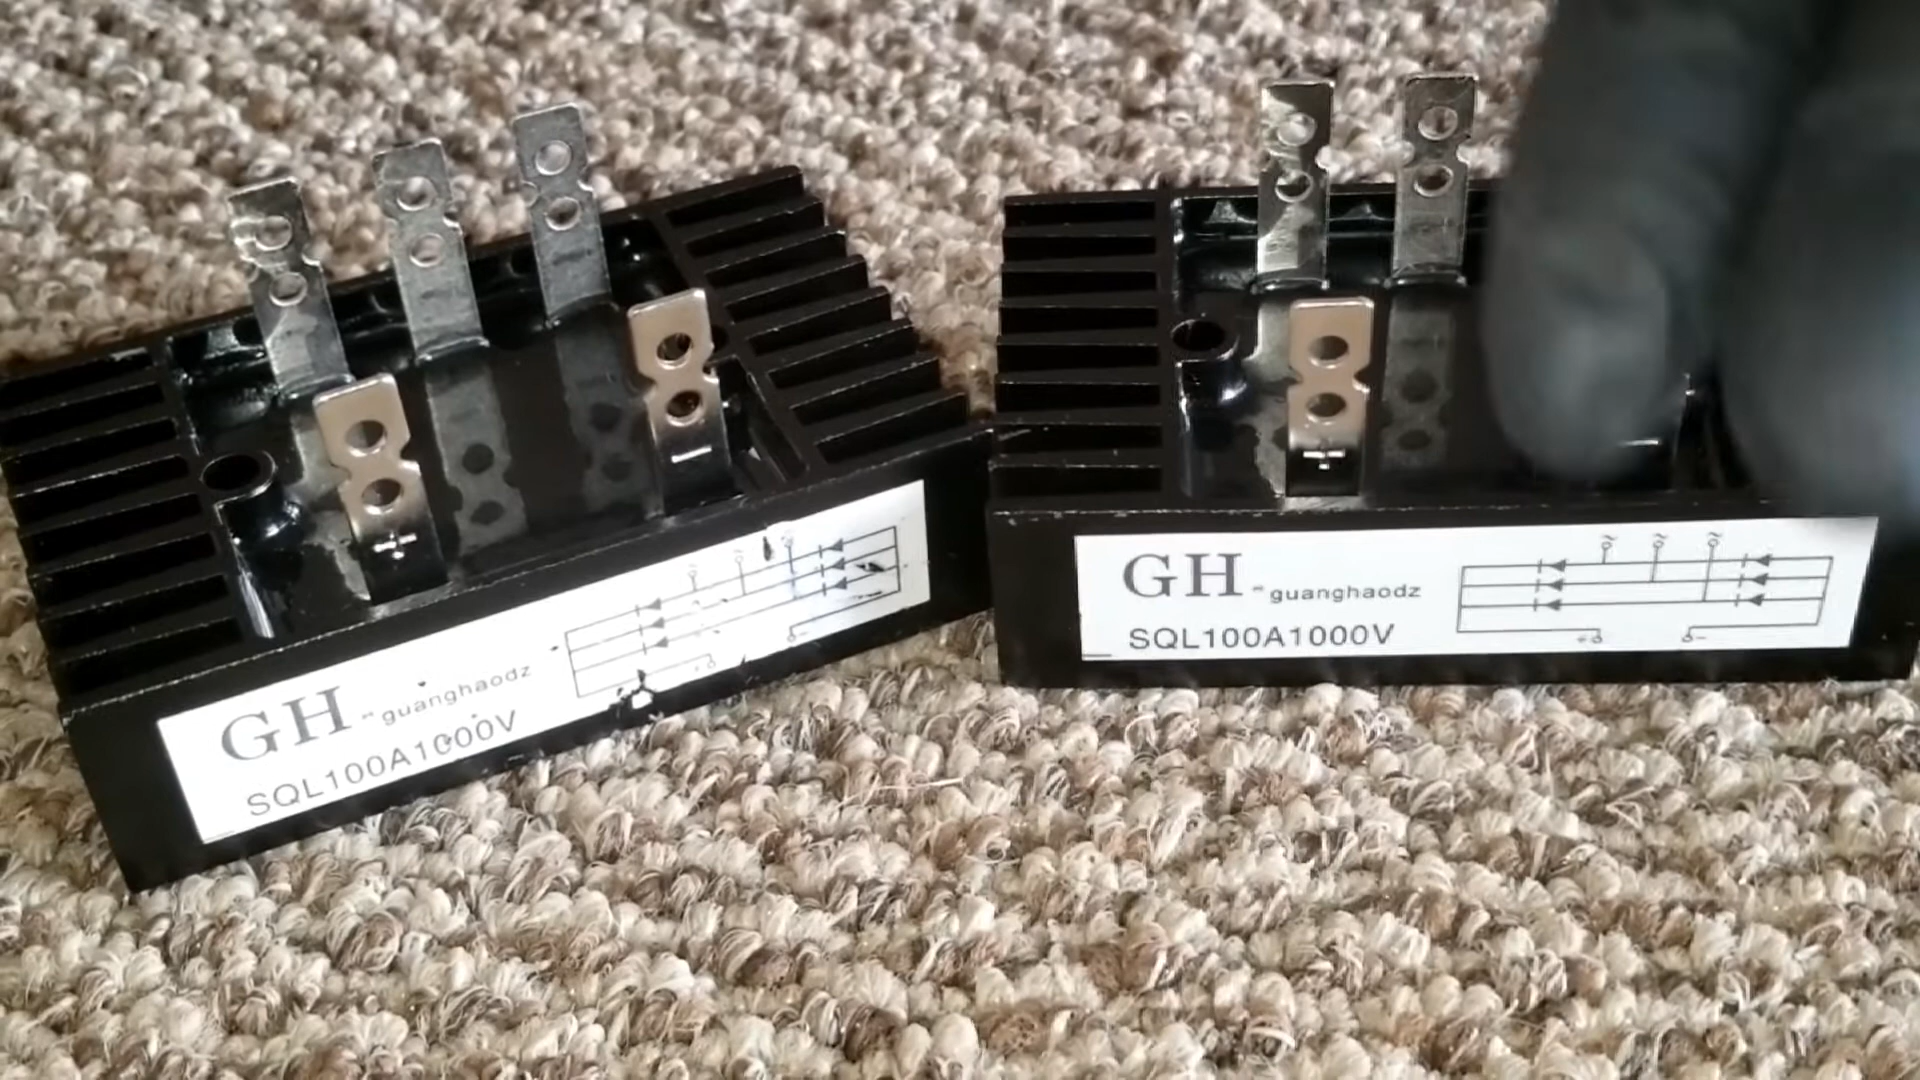 GH-guanghaodz
SQL100A1000V
+
-
~ ~ ~
+ -
GH-guanghaodz
SQL100A1000V
+